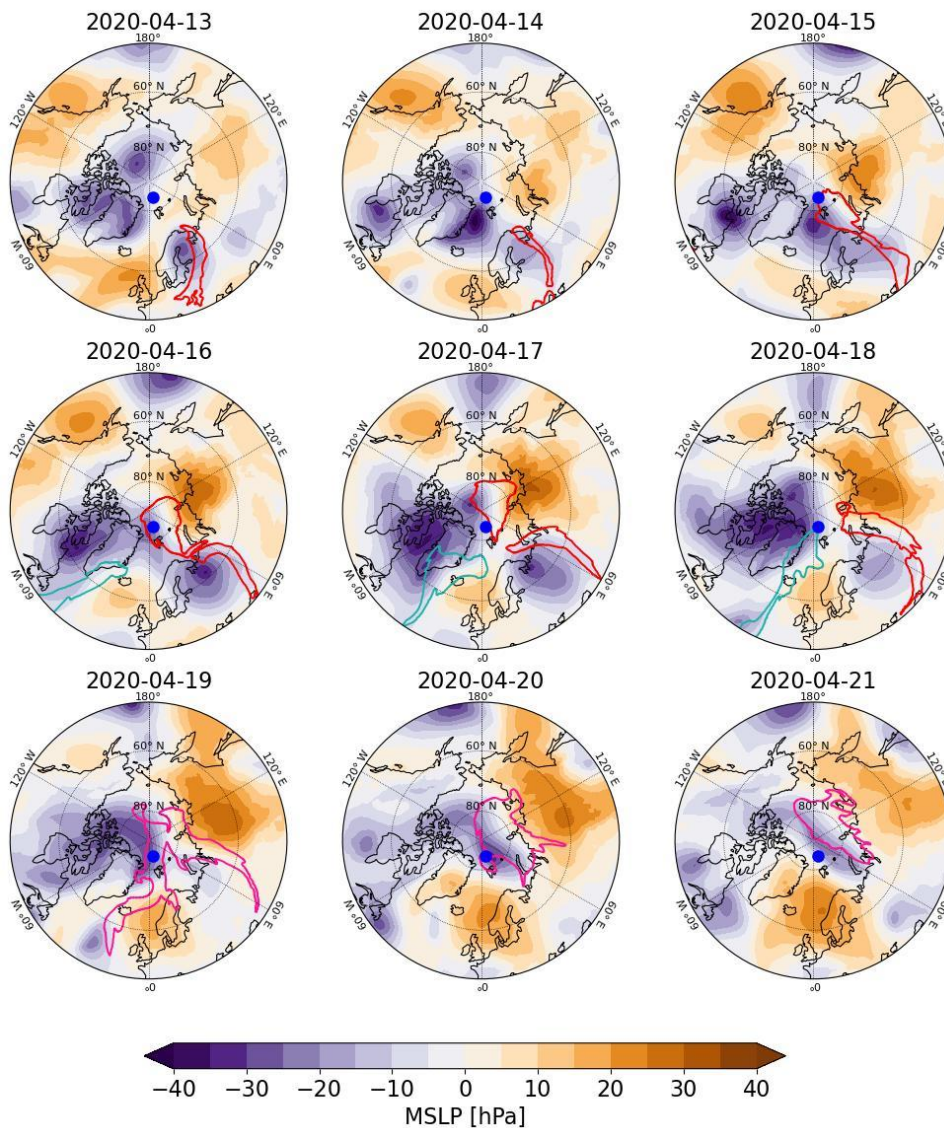 2020-04-13 2020-04-14 2020-04-15
180° 180° 180°
120° W 60° N 120° E 120° W 60° N 120° E 120° W 60° N 120° E
80° N 80° N 80° N
60° W 60° E 60° W 60° E 60° W 60° E
0° 0° 0°
2020-04-16 2020-04-17 2020-04-18
180° 180° 180°
120° W 60° N 120° E 120° W 60° N 120° E 120° W 60° N 120° E
80° N 80° N 80° N
60° W 60° E 60° W 60° E 60° W 60° E
0° 0° 0°
2020-04-19 2020-04-20 2020-04-21
180° 180° 180°
120° W 60° N 120° E 120° W 60° N 120° E 120° W 60° N 120° E
80° N 80° N 80° N
60° W 60° E 60° W 60° E 60° W 60° E
0° 0° 0°
−40 −30 −20 −10 0 10 20 30 40
MSLP [hPa]